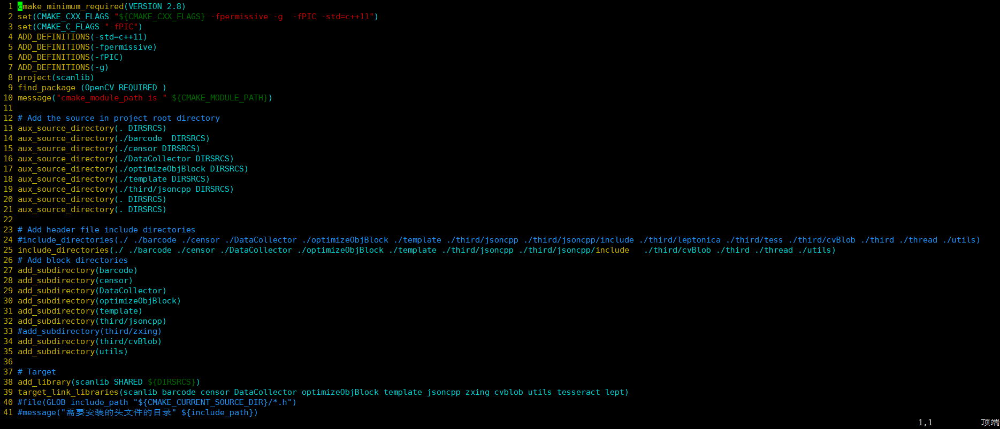 1 cmake_minimum_required(VERSION 2.8)
2 set(CMAKE_CXX_FLAGS "${CMAKE_CXX_FLAGS} -fpermissive -g  -fPIC -std=c++11")
3 set(CMAKE_C_FLAGS "-fPIC")
4 ADD_DEFINITIONS(-std=c++11)
5 ADD_DEFINITIONS(-fpermissive)
6 ADD_DEFINITIONS(-fPIC)
7 ADD_DEFINITIONS(-g)
8 project(scanlib)
9 find_package (OpenCV REQUIRED )
10 message("cmake_module_path is " ${CMAKE_MODULE_PATH})
11
12 # Add the source in project root directory
13 aux_source_directory(. DIRSRCS)
14 aux_source_directory(./barcode  DIRSRCS)
15 aux_source_directory(./censor DIRSRCS)
16 aux_source_directory(./DataCollector DIRSRCS)
17 aux_source_directory(./optimizeObjBlock DIRSRCS)
18 aux_source_directory(./template DIRSRCS)
19 aux_source_directory(./third/jsoncpp DIRSRCS)
20 aux_source_directory(. DIRSRCS)
21 aux_source_directory(. DIRSRCS)
22
23 # Add header file include directories
24 #include_directories(./ ./barcode ./censor ./DataCollector ./optimizeObjBlock ./template ./third/jsoncpp ./third/jsoncpp/include ./third/leptonica ./third/tess ./third/cvBlob ./third ./thread ./utils)
25 include_directories(./ ./barcode ./censor ./DataCollector ./optimizeObjBlock ./template ./third/jsoncpp ./third/jsoncpp/include   ./third/cvBlob ./third ./thread ./utils)
26 # Add block directories
27 add_subdirectory(barcode)
28 add_subdirectory(censor)
29 add_subdirectory(DataCollector)
30 add_subdirectory(optimizeObjBlock)
31 add_subdirectory(template)
32 add_subdirectory(third/jsoncpp)
33 #add_subdirectory(third/zxing)
34 add_subdirectory(third/cvBlob)
35 add_subdirectory(utils)
36
37 # Target
38 add_library(scanlib SHARED ${DIRSRCS})
39 target_link_libraries(scanlib barcode censor DataCollector optimizeObjBlock template jsoncpp zxing cvblob utils tesseract lept)
40 #file(GLOB include_path "${CMAKE_CURRENT_SOURCE_DIR}/*.h")
41 #message("需要安装的头文件的目录" ${include_path})
1,1 顶端